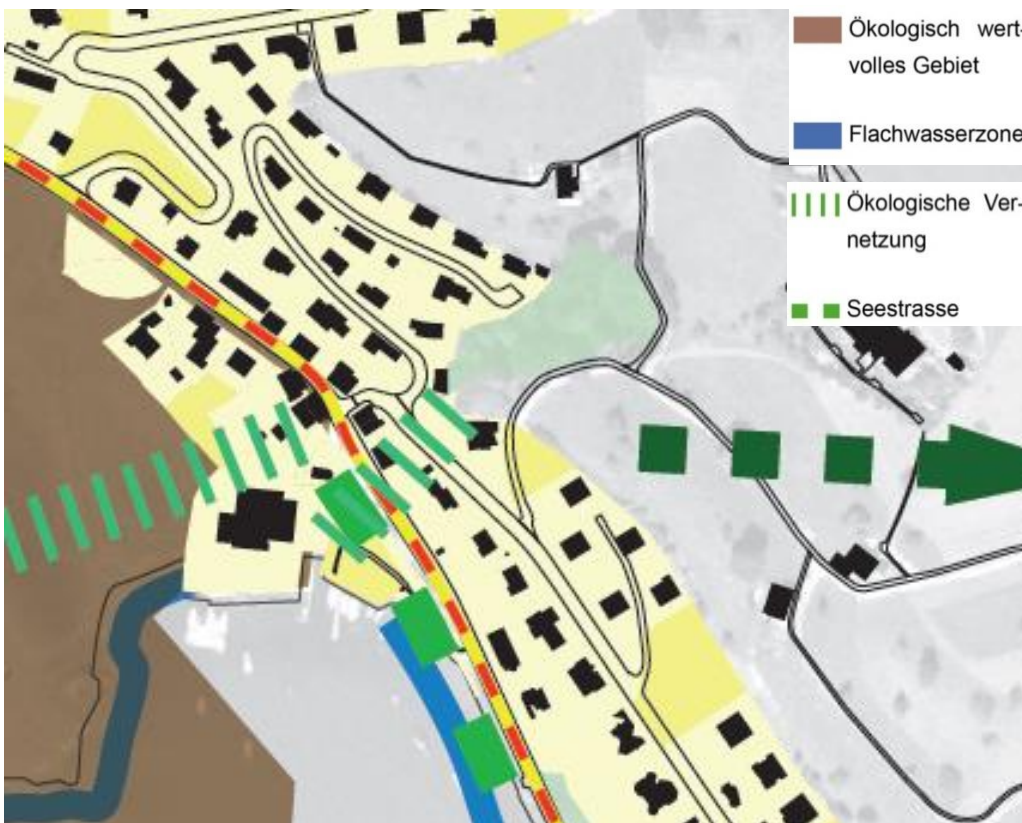 Ökologisch wert-
volles Gebiet
Flachwasserzone
Ökologische Ver-
netzung
Seestrasse